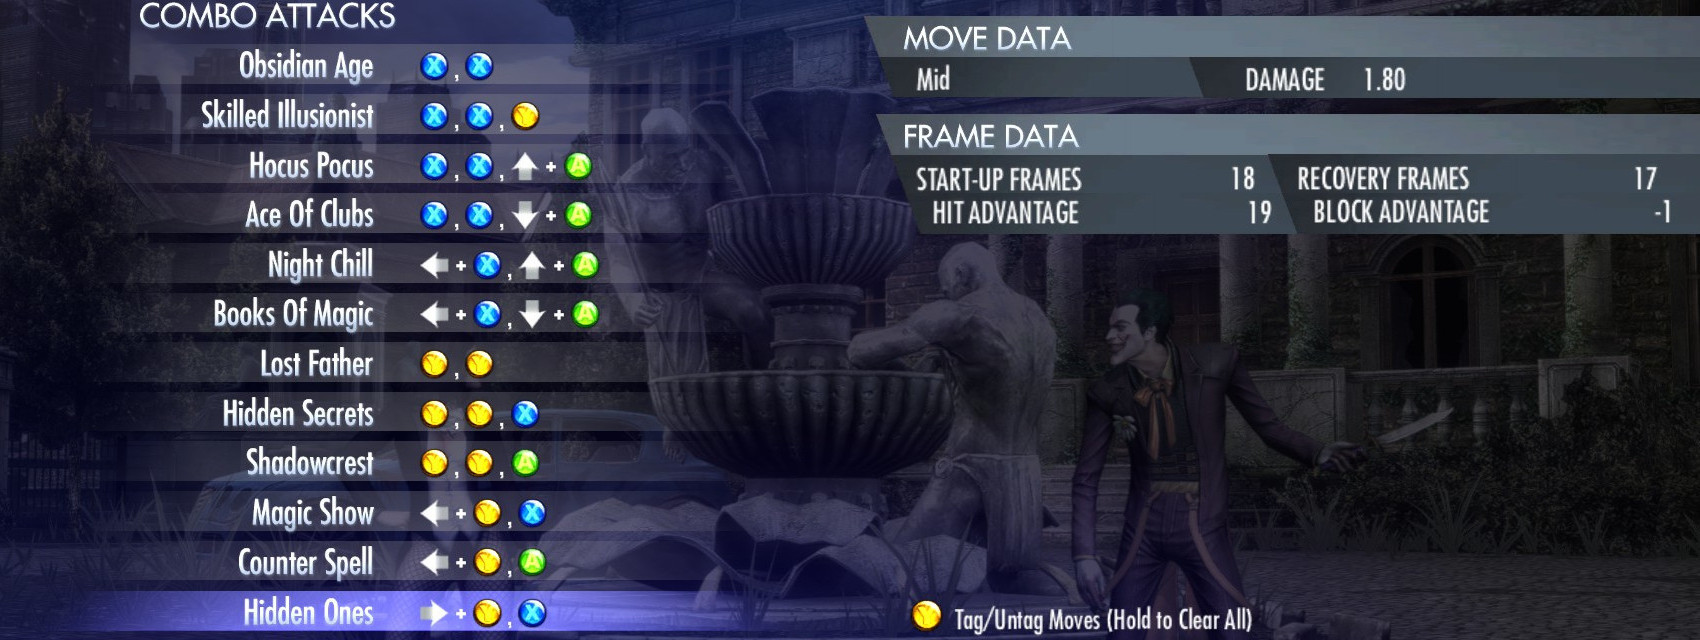 COMBO ATTACKS
Obsidian Age X, X
Skilled Illusionist X, X, Y
Hocus Pocus X, X, ⬆ + A
Ace Of Clubs X, X, ⬇ + A
Night Chill ⬅ + X, ⬆ + A
Books Of Magic ⬅ + X, ⬇ + A
Lost Father Y, Y
Hidden Secrets Y, Y, X
Shadowcrest Y, Y, A
Magic Show ⬅ + Y, X
Counter Spell ⬅ + Y, A
Hidden Ones ➡ + Y, X
MOVE DATA
Mid DAMAGE 1.80
FRAME DATA
START-UP FRAMES 18 RECOVERY FRAMES 17
HIT ADVANTAGE 19 BLOCK ADVANTAGE -1
Y Tag/Untag Moves (Hold to Clear All)